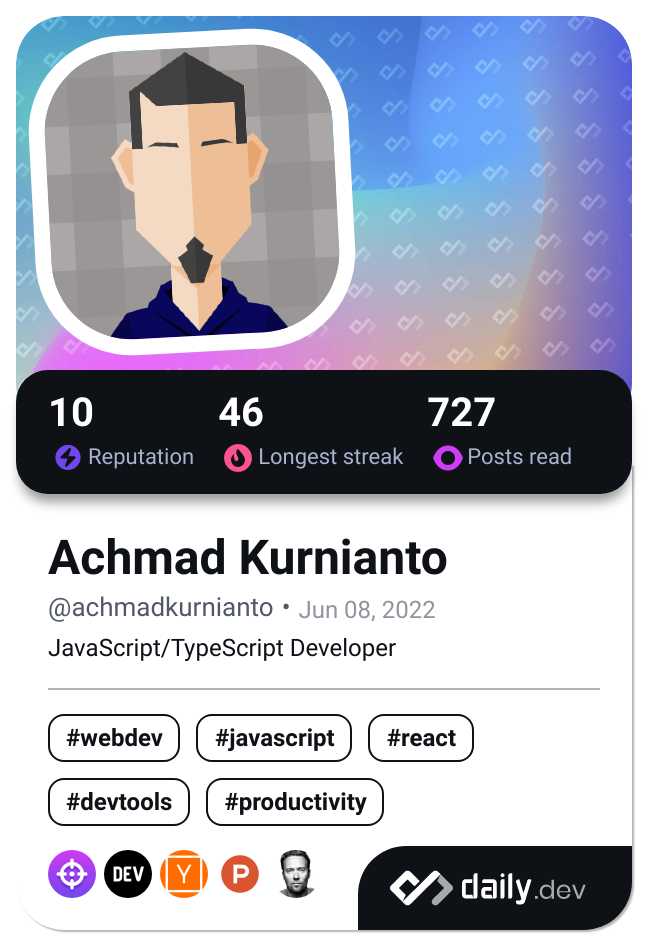 10 46 727
Reputation Longest streak Posts read
Achmad Kurnianto
@achmadkurnianto • Jun 08, 2022
JavaScript/TypeScript Developer
#webdev #javascript #react
#devtools #productivity
DEV Y P
daily.dev